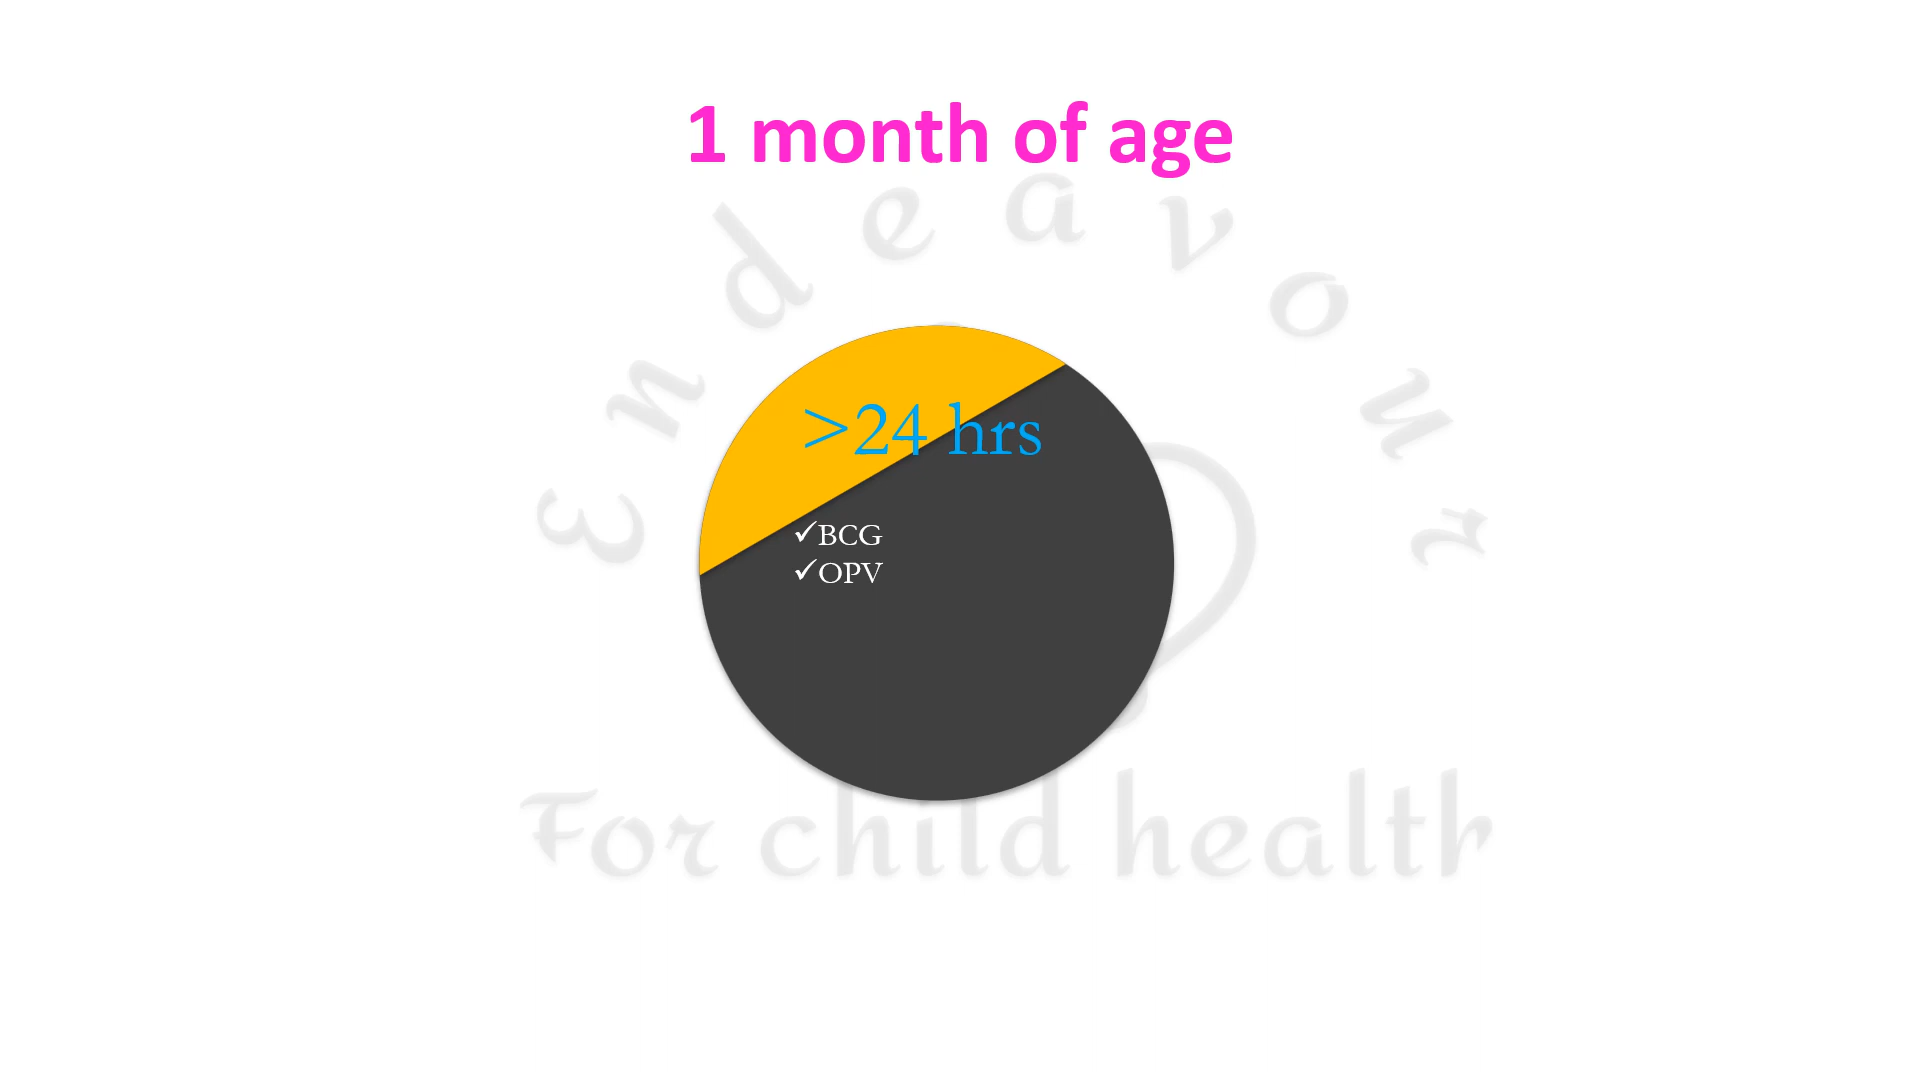 1 month of age
Endeavour
>24 hrs
✓BCG
✓OPV
For child health